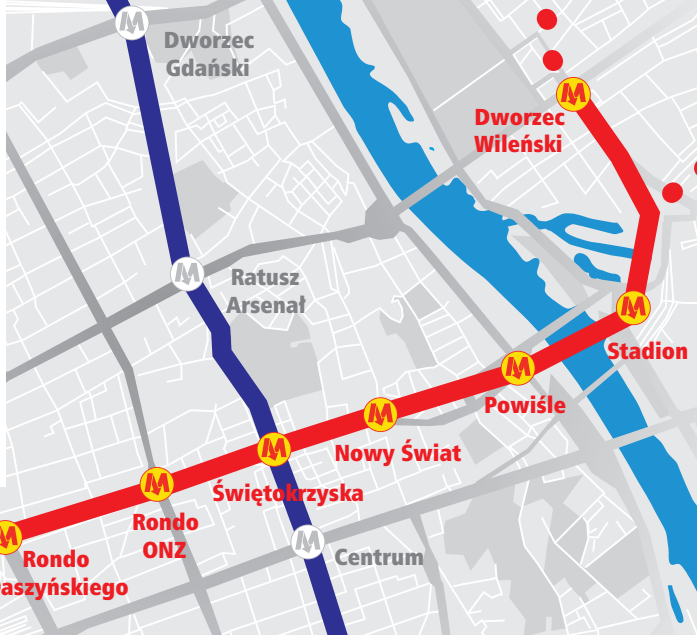 Dworzec
Gdański
Dworzec
Wileński
Ratusz
Arsenał
Stadion
Powiśle
Nowy Świat
Świętokrzyska
Rondo
ONZ
Centrum
Rondo
aszyńskiego